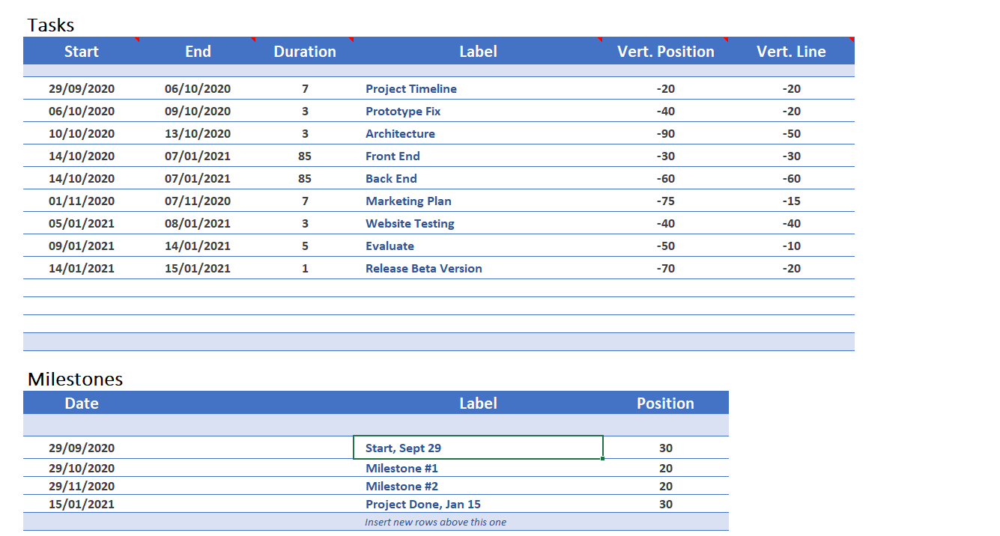 Tasks
Start End Duration Label Vert. Position Vert. Line
29/09/2020 06/10/2020 7 Project Timeline -20 -20
06/10/2020 09/10/2020 3 Prototype Fix -40 -20
10/10/2020 13/10/2020 3 Architecture -90 -50
14/10/2020 07/01/2021 85 Front End -30 -30
14/10/2020 07/01/2021 85 Back End -60 -60
01/11/2020 07/11/2020 7 Marketing Plan -75 -15
05/01/2021 08/01/2021 3 Website Testing -40 -40
09/01/2021 14/01/2021 5 Evaluate -50 -10
14/01/2021 15/01/2021 1 Release Beta Version -70 -20
Milestones
Date Label Position
29/09/2020 Start, Sept 29 30
29/10/2020 Milestone #1 20
29/11/2020 Milestone #2 20
15/01/2021 Project Done, Jan 15 30
Insert new rows above this one